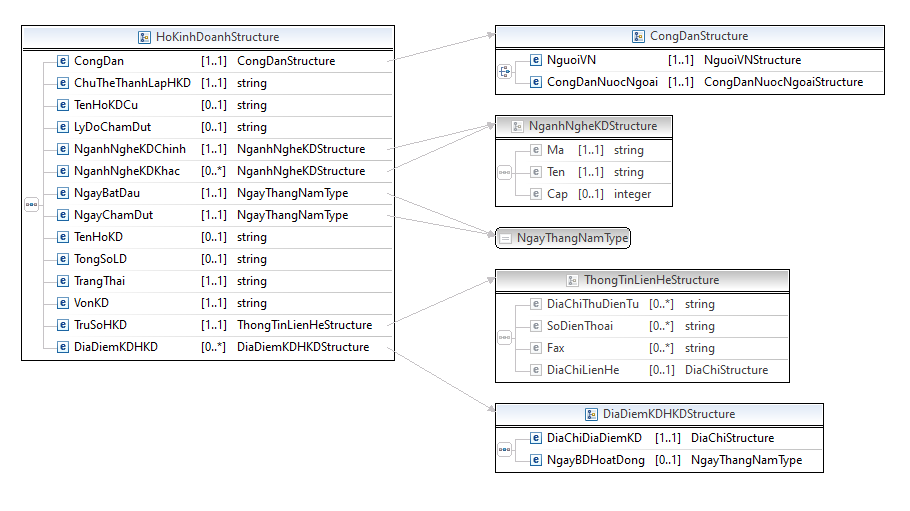 HoKinhDoanhStructure
CongDan [1..1] CongDanStructure
ChuTheThanhLapHKD [1..1] string
TenHoKDCu [0..1] string
LyDoChamDut [0..1] string
NganhNgheKDChinh [1..1] NganhNgheKDStructure
NganhNgheKDKhac [0..*] NganhNgheKDStructure
NgayBatDau [1..1] NgayThangNamType
NgayChamDut [1..1] NgayThangNamType
TenHoKD [0..1] string
TongSoLD [0..1] string
TrangThai [1..1] string
VonKD [1..1] string
TruSoHKD [1..1] ThongTinLienHeStructure
DiaDiemKDHKD [0..*] DiaDiemKDHKDStructure
CongDanStructure
NguoiVN [1..1] NguoiVNStructure
CongDanNuocNgoai [1..1] CongDanNuocNgoaiStructure
NganhNgheKDStructure
Ma [1..1] string
Ten [1..1] string
Cap [0..1] integer
NgayThangNamType
ThongTinLienHeStructure
DiaChiThuDienTu [0..*] string
SoDienThoai [0..*] string
Fax [0..*] string
DiaChiLienHe [0..1] DiaChiStructure
DiaDiemKDHKDStructure
DiaChiDiaDiemKD [1..1] DiaChiStructure
NgayBDHoatDong [0..1] NgayThangNamType